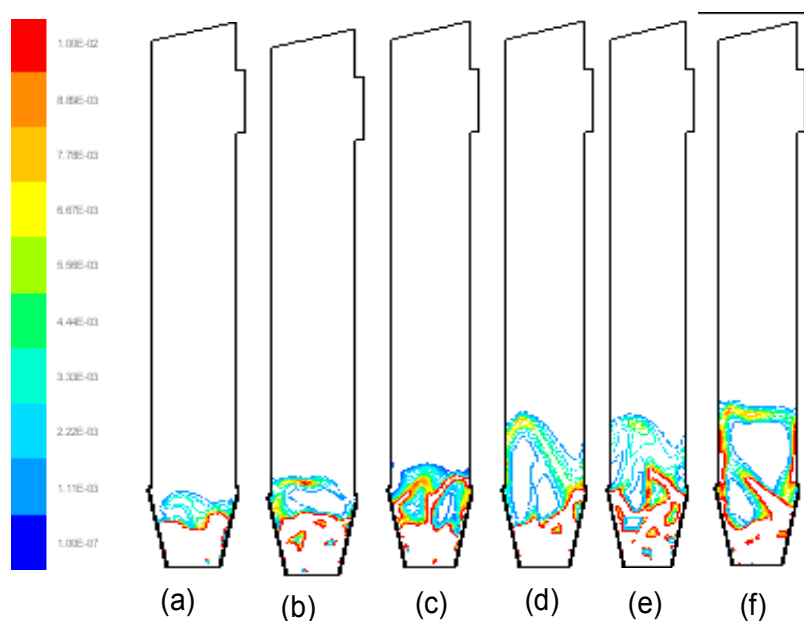 1.00E-02
8.89E-03
7.78E-03
6.67E-03
5.56E-03
4.44E-03
3.33E-03
2.22E-03
1.11E-03
1.00E-07
(a) (b) (c) (d) (e) (f)